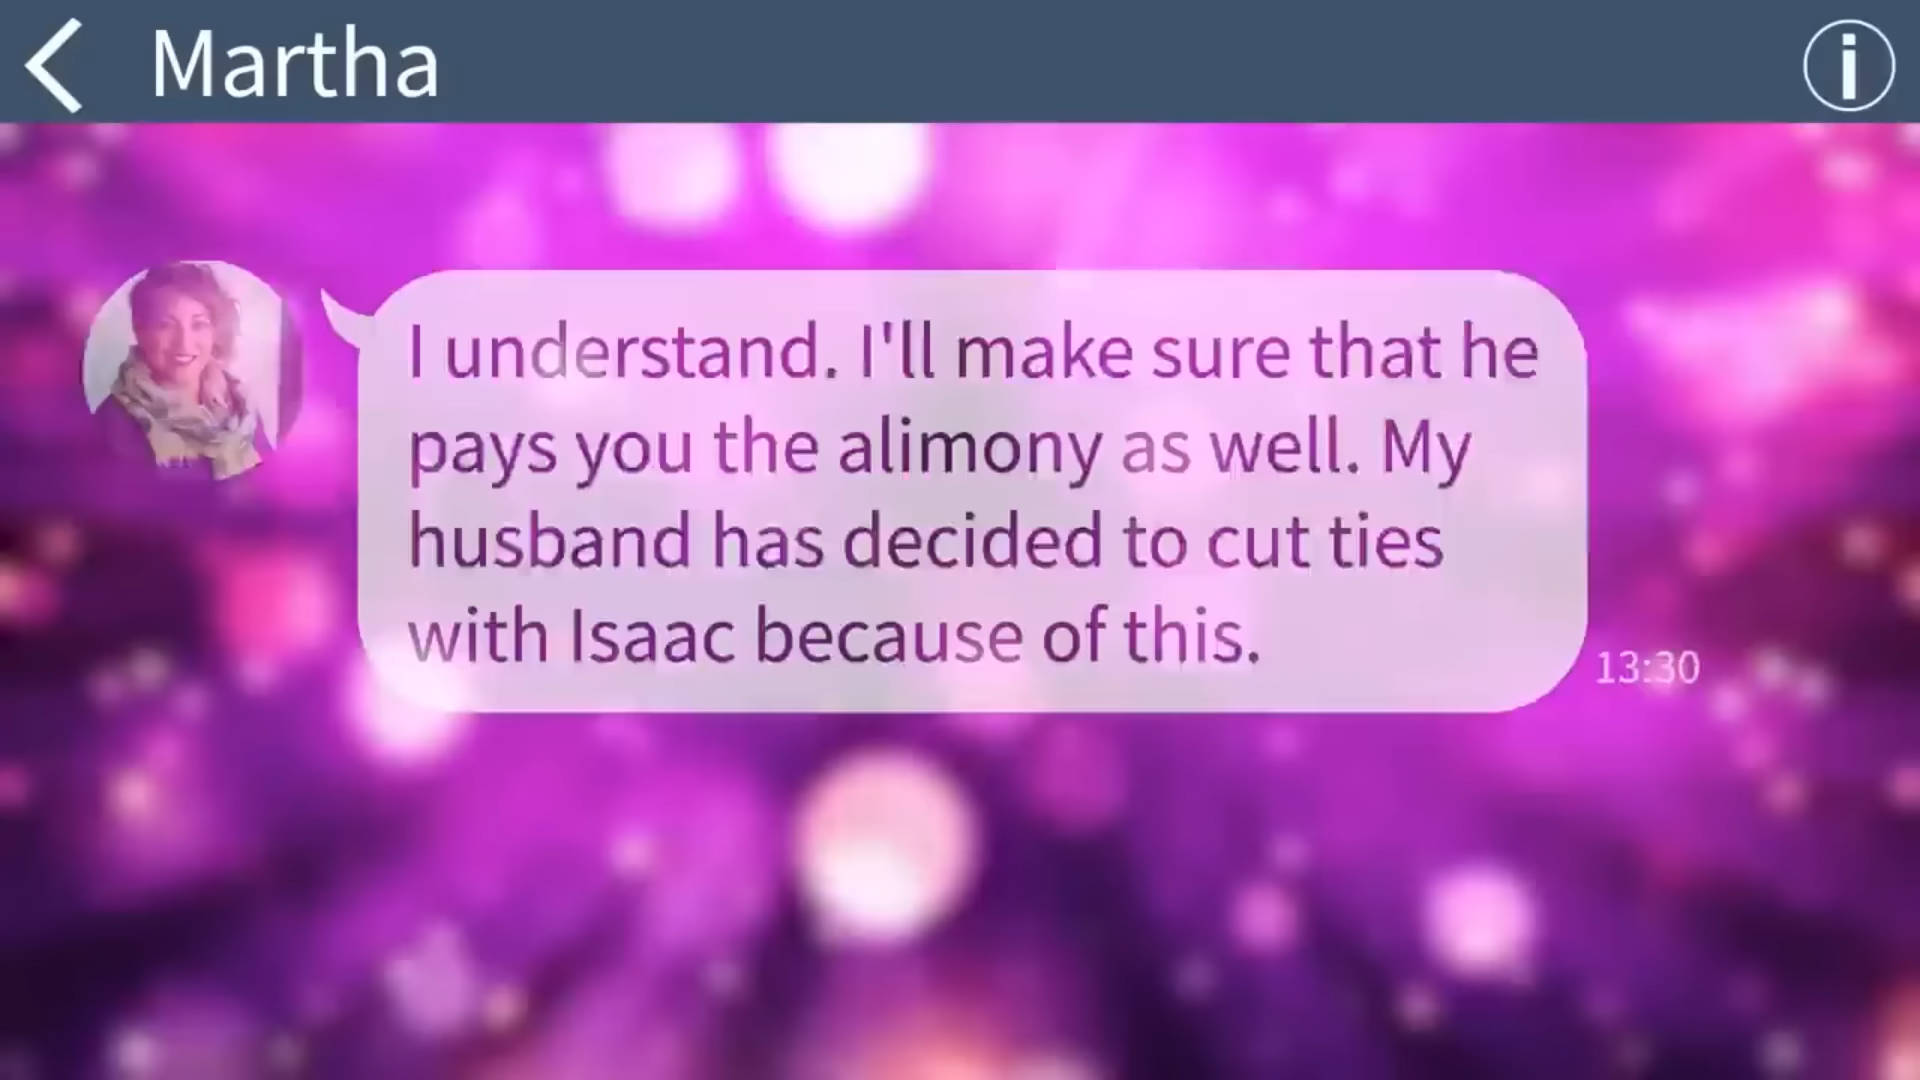 Martha
I understand. I'll make sure that he
pays you the alimony as well. My
husband has decided to cut ties
with Isaac because of this.
13:30